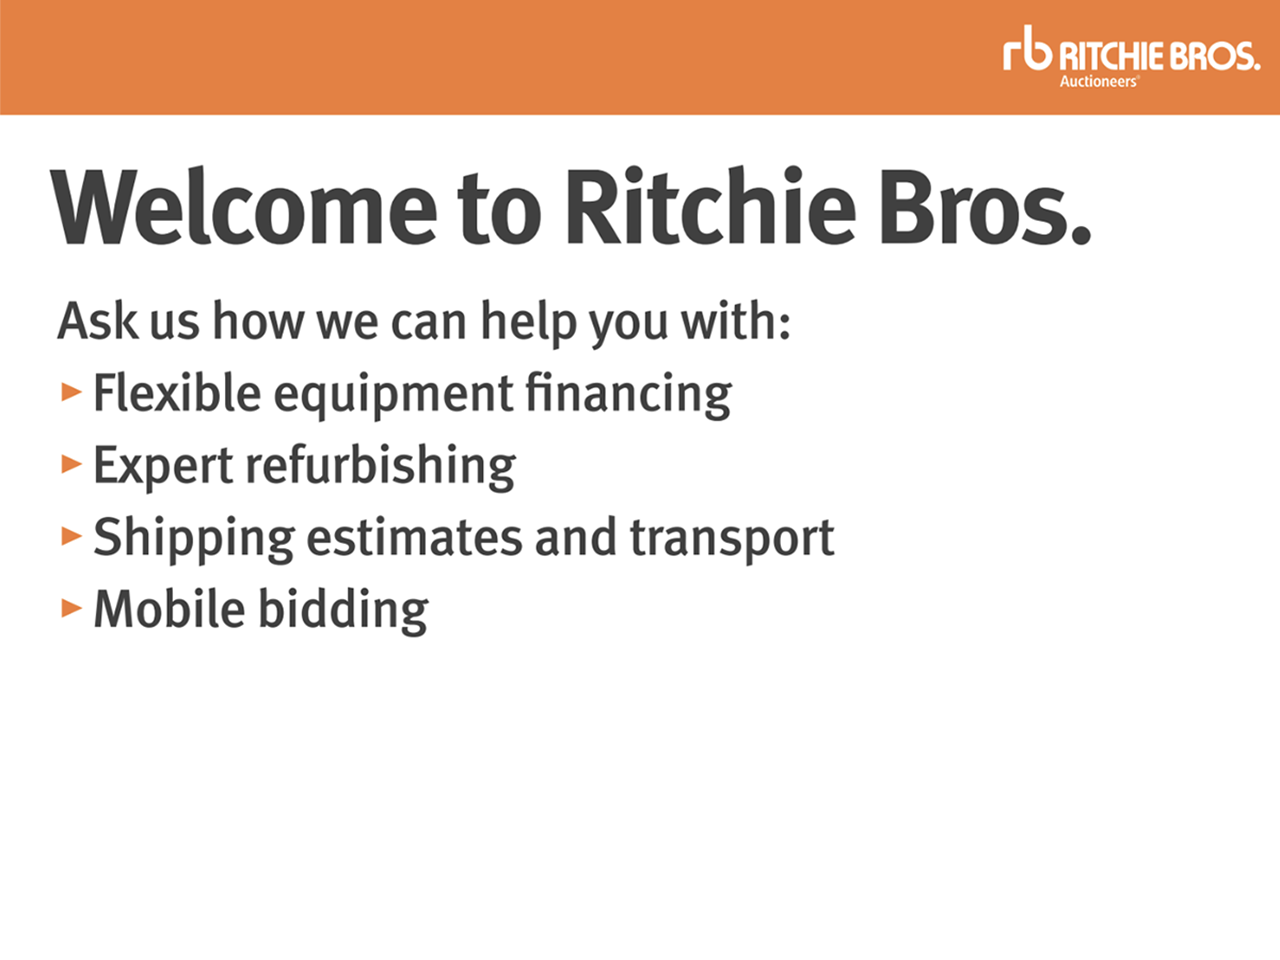 rb RITCHIE BROS.
Auctioneers®
Welcome to Ritchie Bros.
Ask us how we can help you with:
▸ Flexible equipment financing
▸ Expert refurbishing
▸ Shipping estimates and transport
▸ Mobile bidding